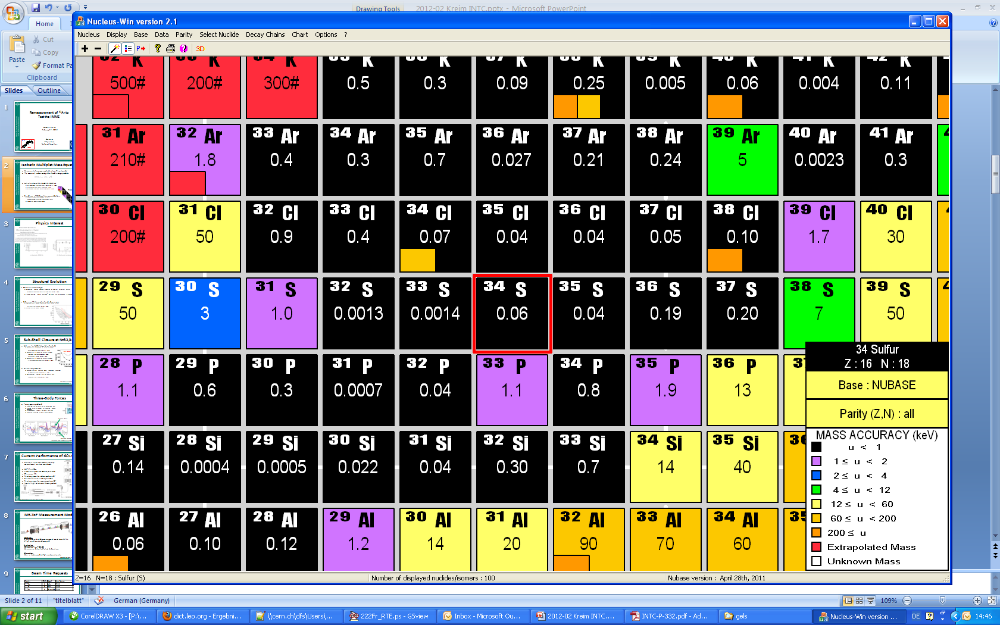 Drawing Tools 2012-02 Kreim INTC.pptx - Microsoft PowerPoint
Nucleus-Win version 2.1
Home
Nucleus Display Base Data Parity Select Nuclide Decay Chains Chart Options ?
Cut
Copy
Paste Format Pa
Clipboard
P 3D
Slides Outline
K K K K K K K K K K K
500# 200# 300# 0.5 0.3 0.09 0.25 0.005 0.06 0.004 0.11
31 Ar 32 Ar 33 Ar 34 Ar 35 Ar 36 Ar 37 Ar 38 Ar 39 Ar 40 Ar 41 Ar
210# 1.8 0.4 0.3 0.7 0.027 0.21 0.24 5 0.0023 0.3
30 Cl 31 Cl 32 Cl 33 Cl 34 Cl 35 Cl 36 Cl 37 Cl 38 Cl 39 Cl 40 Cl
200# 50 0.9 0.4 0.07 0.04 0.04 0.05 0.10 1.7 30
29 S 30 S 31 S 32 S 33 S 34 S 35 S 36 S 37 S 38 S 39 S
50 3 1.0 0.0013 0.0014 0.06 0.04 0.19 0.20 7 50
28 P 29 P 30 P 31 P 32 P 33 P 34 P 35 P 36 P 37
1.1 0.6 0.3 0.0007 0.04 1.1 0.8 1.9 13
27 Si 28 Si 29 Si 30 Si 31 Si 32 Si 33 Si 34 Si 35 Si 36
0.14 0.0004 0.0005 0.022 0.04 0.30 0.7 14 40
26 Al 27 Al 28 Al 29 Al 30 Al 31 Al 32 Al 33 Al 34 Al 35
0.06 0.10 0.12 1.2 14 20 90 70 60
34 Sulfur
Z : 16 N : 18
Base : NUBASE
Parity (Z,N) : all
MASS ACCURACY (keV)
u < 1
1 ≤ u < 2
2 ≤ u < 4
4 ≤ u < 12
12 ≤ u < 60
60 ≤ u < 200
200 ≤ u
Extrapolated Mass
Unknown Mass
1
Remeasurement of Ar to
Test the IMME
2
Isobaric Multiplet Mass Equat
3
Physics Interest
4
Structural Evolution
5
Sub-Shell Closure at N=32,34
6
Three-Body Forces
7
Current Performance of ISOLT
8
MR-ToF Measurement Mod
9
Beam Time Requests
Z=16 N=18 : Sulfur (S) Number of displayed nuclides/isomers : 100 Nubase version : April 28th, 2011
Slide 2 of 11 "titelblatt" German (Germany) 109%
start CorelDRAW X3 - [P:\... dict.leo.org - Ergebni... \\cern.ch\dfs\Users\... 222Fr_RTE.ps - GSview Inbox - Microsoft Ou... 2012-02 Kreim INTC.... INTC-P-332.pdf - Ad... gels Nucleus-Win version ... DE 14:46